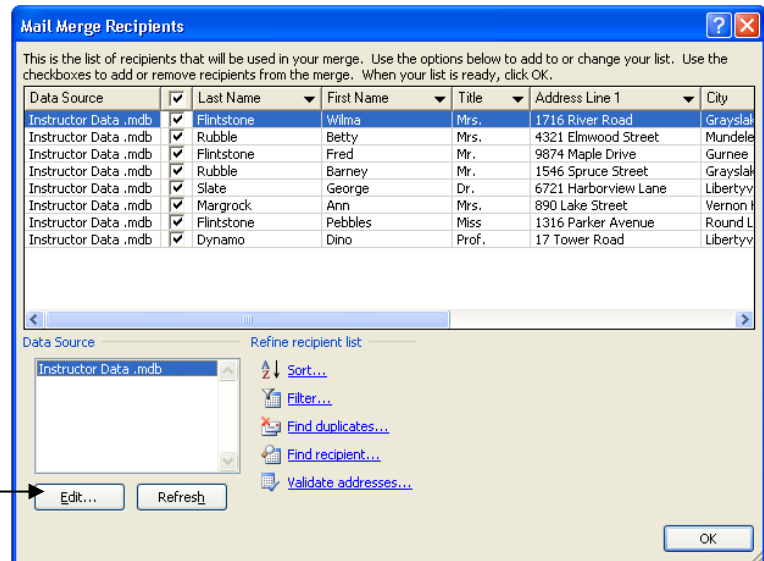 Mail Merge Recipients
This is the list of recipients that will be used in your merge. Use the options below to add to or change your list. Use the
checkboxes to add or remove recipients from the merge. When your list is ready, click OK.
Data Source Last Name First Name Title Address Line 1 City
Instructor Data .mdb Flintstone Wilma Mrs. 1716 River Road Grayslak
Instructor Data .mdb Rubble Betty Mrs. 4321 Elmwood Street Mundele
Instructor Data .mdb Flintstone Fred Mr. 9874 Maple Drive Gurnee
Instructor Data .mdb Rubble Barney Mr. 1546 Spruce Street Grayslak
Instructor Data .mdb Slate George Dr. 6721 Harborview Lane Libertyv
Instructor Data .mdb Margrock Ann Mrs. 890 Lake Street Vernon H
Instructor Data .mdb Flintstone Pebbles Miss 1316 Parker Avenue Round L
Instructor Data .mdb Dynamo Dino Prof. 17 Tower Road Libertyv
Data Source Refine recipient list
Instructor Data .mdb Sort...
Filter...
Find duplicates...
Find recipient...
Validate addresses...
Edit... Refresh
OK